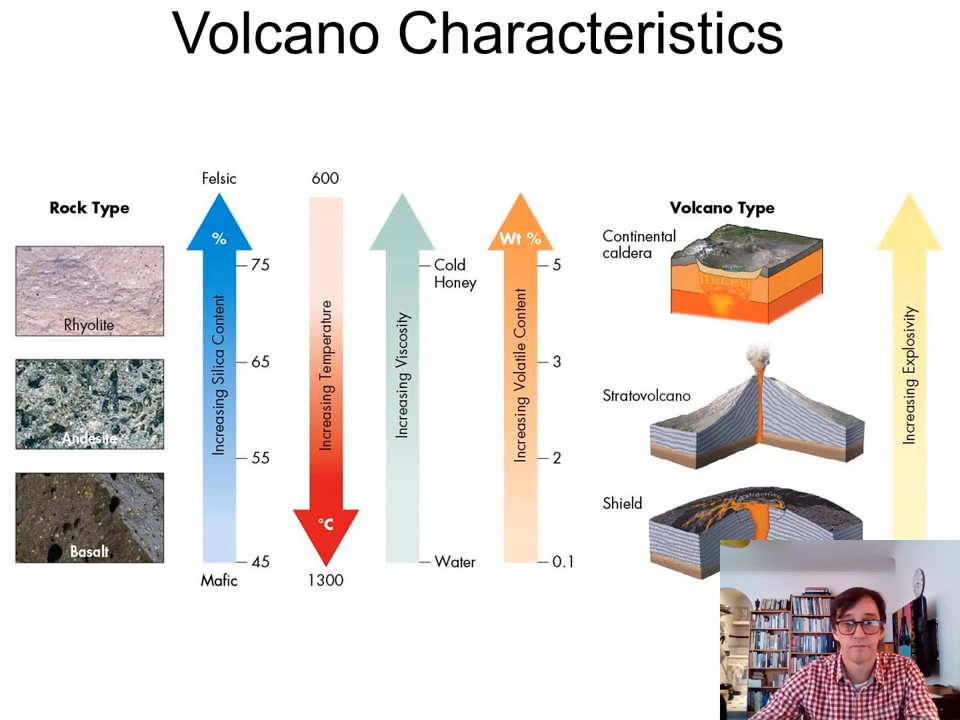 Volcano Characteristics
Rock Type
Rhyolite
Andesite
Basalt
Felsic
%
75
65
55
45
Increasing Silica Content
Mafic
600
Increasing Temperature
°C
1300
Increasing Viscosity
Cold
Honey
Water
Wt %
5
3
2
0.1
Increasing Volatile Content
Volcano Type
Continental
caldera
Stratovolcano
Shield
Increasing Explosivity